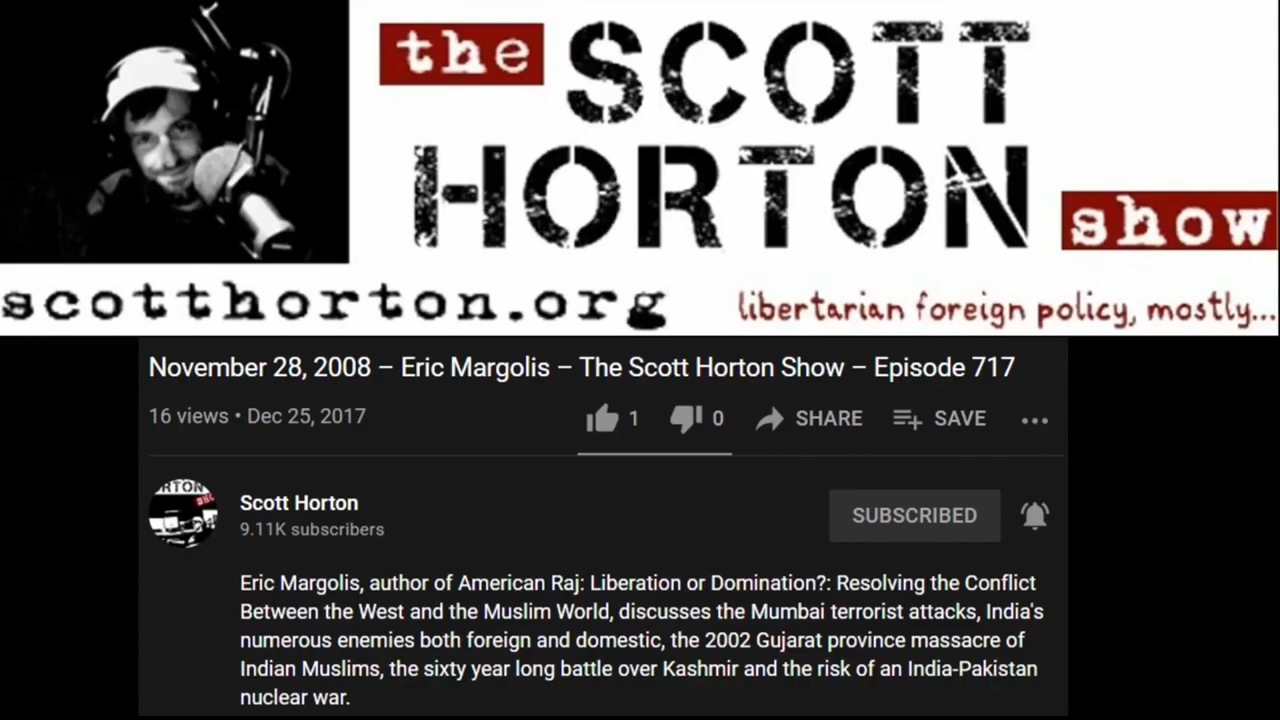 the SCOTT
HORTON show
scotthorton.org libertarian foreign policy, mostly...
November 28, 2008 – Eric Margolis – The Scott Horton Show – Episode 717
16 views • Dec 25, 2017 1 0 SHARE SAVE
Scott Horton
9.11K subscribers
SUBSCRIBED
Eric Margolis, author of American Raj: Liberation or Domination?: Resolving the Conflict
Between the West and the Muslim World, discusses the Mumbai terrorist attacks, India's
numerous enemies both foreign and domestic, the 2002 Gujarat province massacre of
Indian Muslims, the sixty year long battle over Kashmir and the risk of an India-Pakistan
nuclear war.